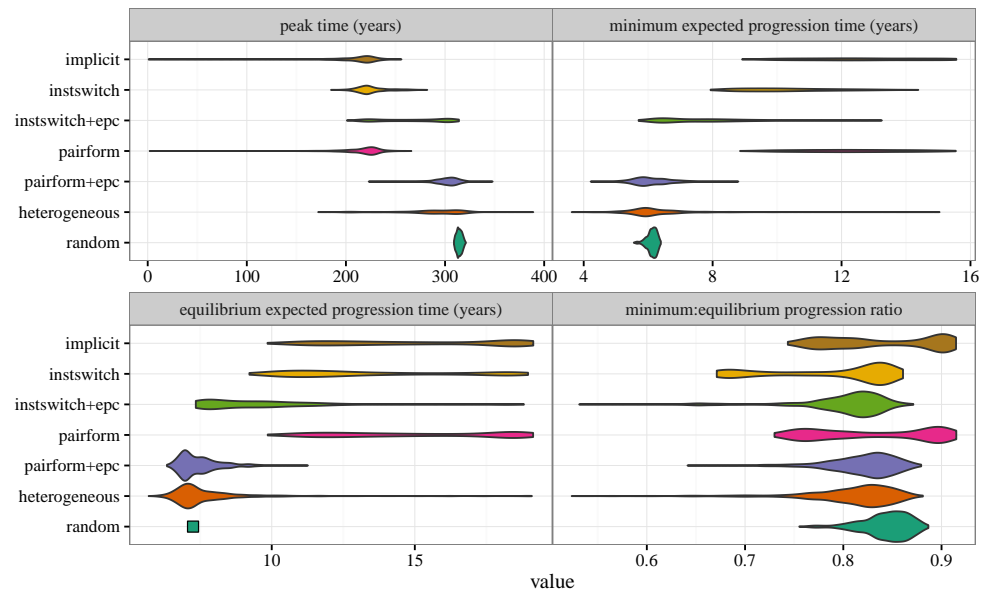 peak time (years)
minimum expected progression time (years)
implicit
instswitch
instswitch+epc
pairform
pairform+epc
heterogeneous
random
0 100 200 300 400 4 8 12 16
equilibrium expected progression time (years)
minimum:equilibrium progression ratio
implicit
instswitch
instswitch+epc
pairform
pairform+epc
heterogeneous
random
10 15 0.6 0.7 0.8 0.9
value